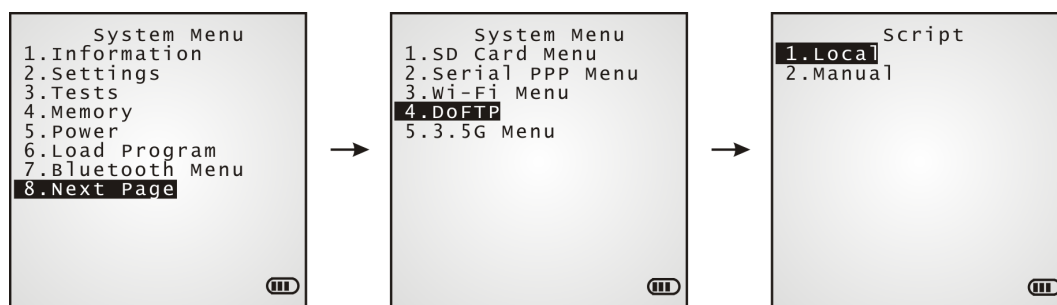 System Menu
1.Information
2.Settings
3.Tests
4.Memory
5.Power
6.Load Program
7.Bluetooth Menu
8.Next Page
System Menu
1.SD Card Menu
2.Serial PPP Menu
3.Wi-Fi Menu
4.DoFTP
5.3.5G Menu
Script
1.Local
2.Manual